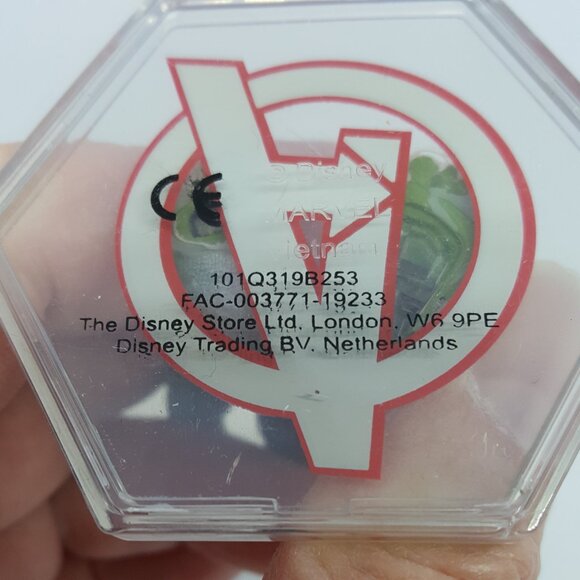 © Disney
CE
MARVEL
Vietnam
101Q319B253
FAC-003771-19233
The Disney Store Ltd, London, W6 9PE
Disney Trading BV, Netherlands